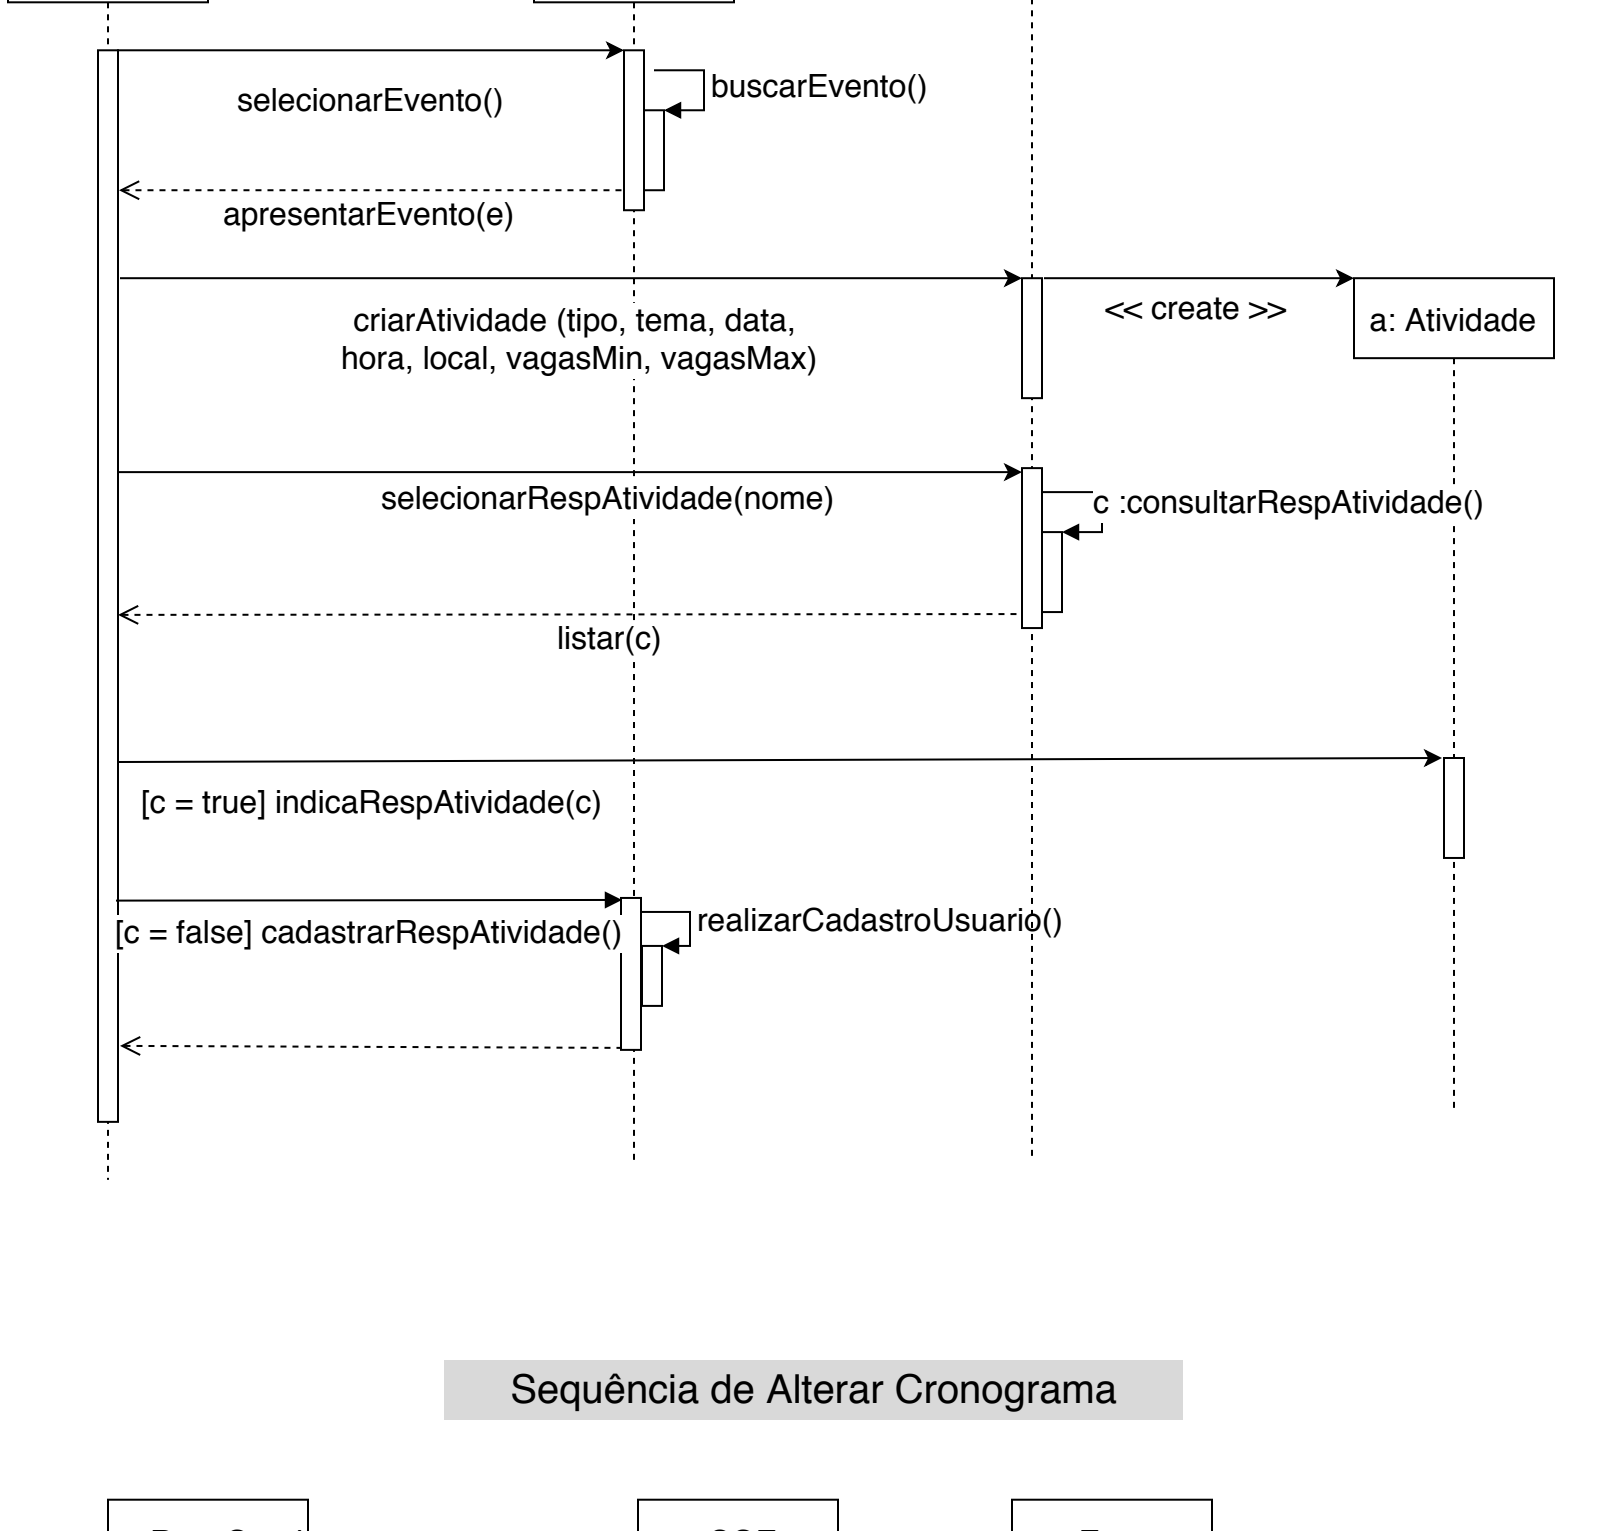 buscarEvento()
selecionarEvento()
apresentarEvento(e)
<< create >>
a: Atividade
criarAtividade (tipo, tema, data,
hora, local, vagasMin, vagasMax)
selecionarRespAtividade(nome)
c :consultarRespAtividade()
listar(c)
[c = true] indicaRespAtividade(c)
realizarCadastroUsuario()
[c = false] cadastrarRespAtividade()
Sequência de Alterar Cronograma